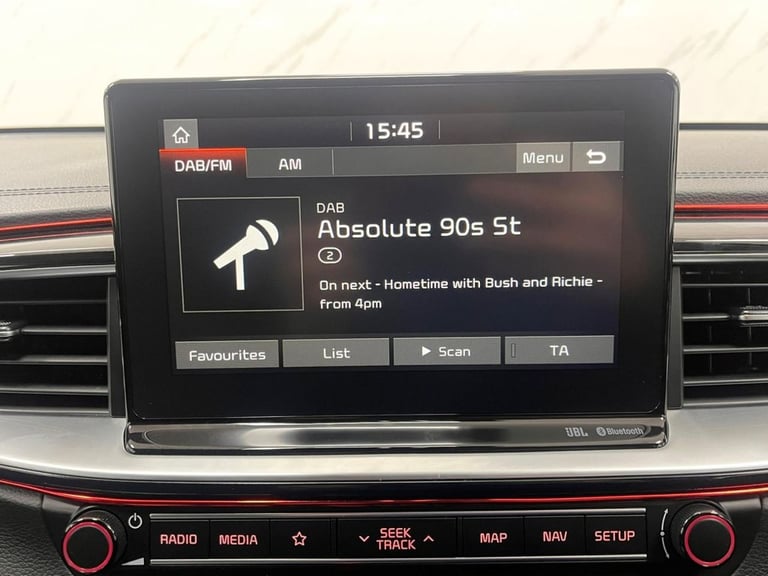 15:45
DAB/FM AM Menu
DAB
Absolute 90s St
2
On next - Hometime with Bush and Richie -
from 4pm
Favourites List Scan TA
JBL Bluetooth
RADIO MEDIA SEEK TRACK MAP NAV SETUP